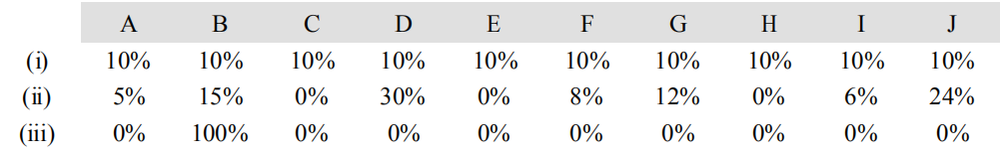 A B C D E F G H I J
(i) 10% 10% 10% 10% 10% 10% 10% 10% 10% 10%
(ii) 5% 15% 0% 30% 0% 8% 12% 0% 6% 24%
(iii) 0% 100% 0% 0% 0% 0% 0% 0% 0% 0%